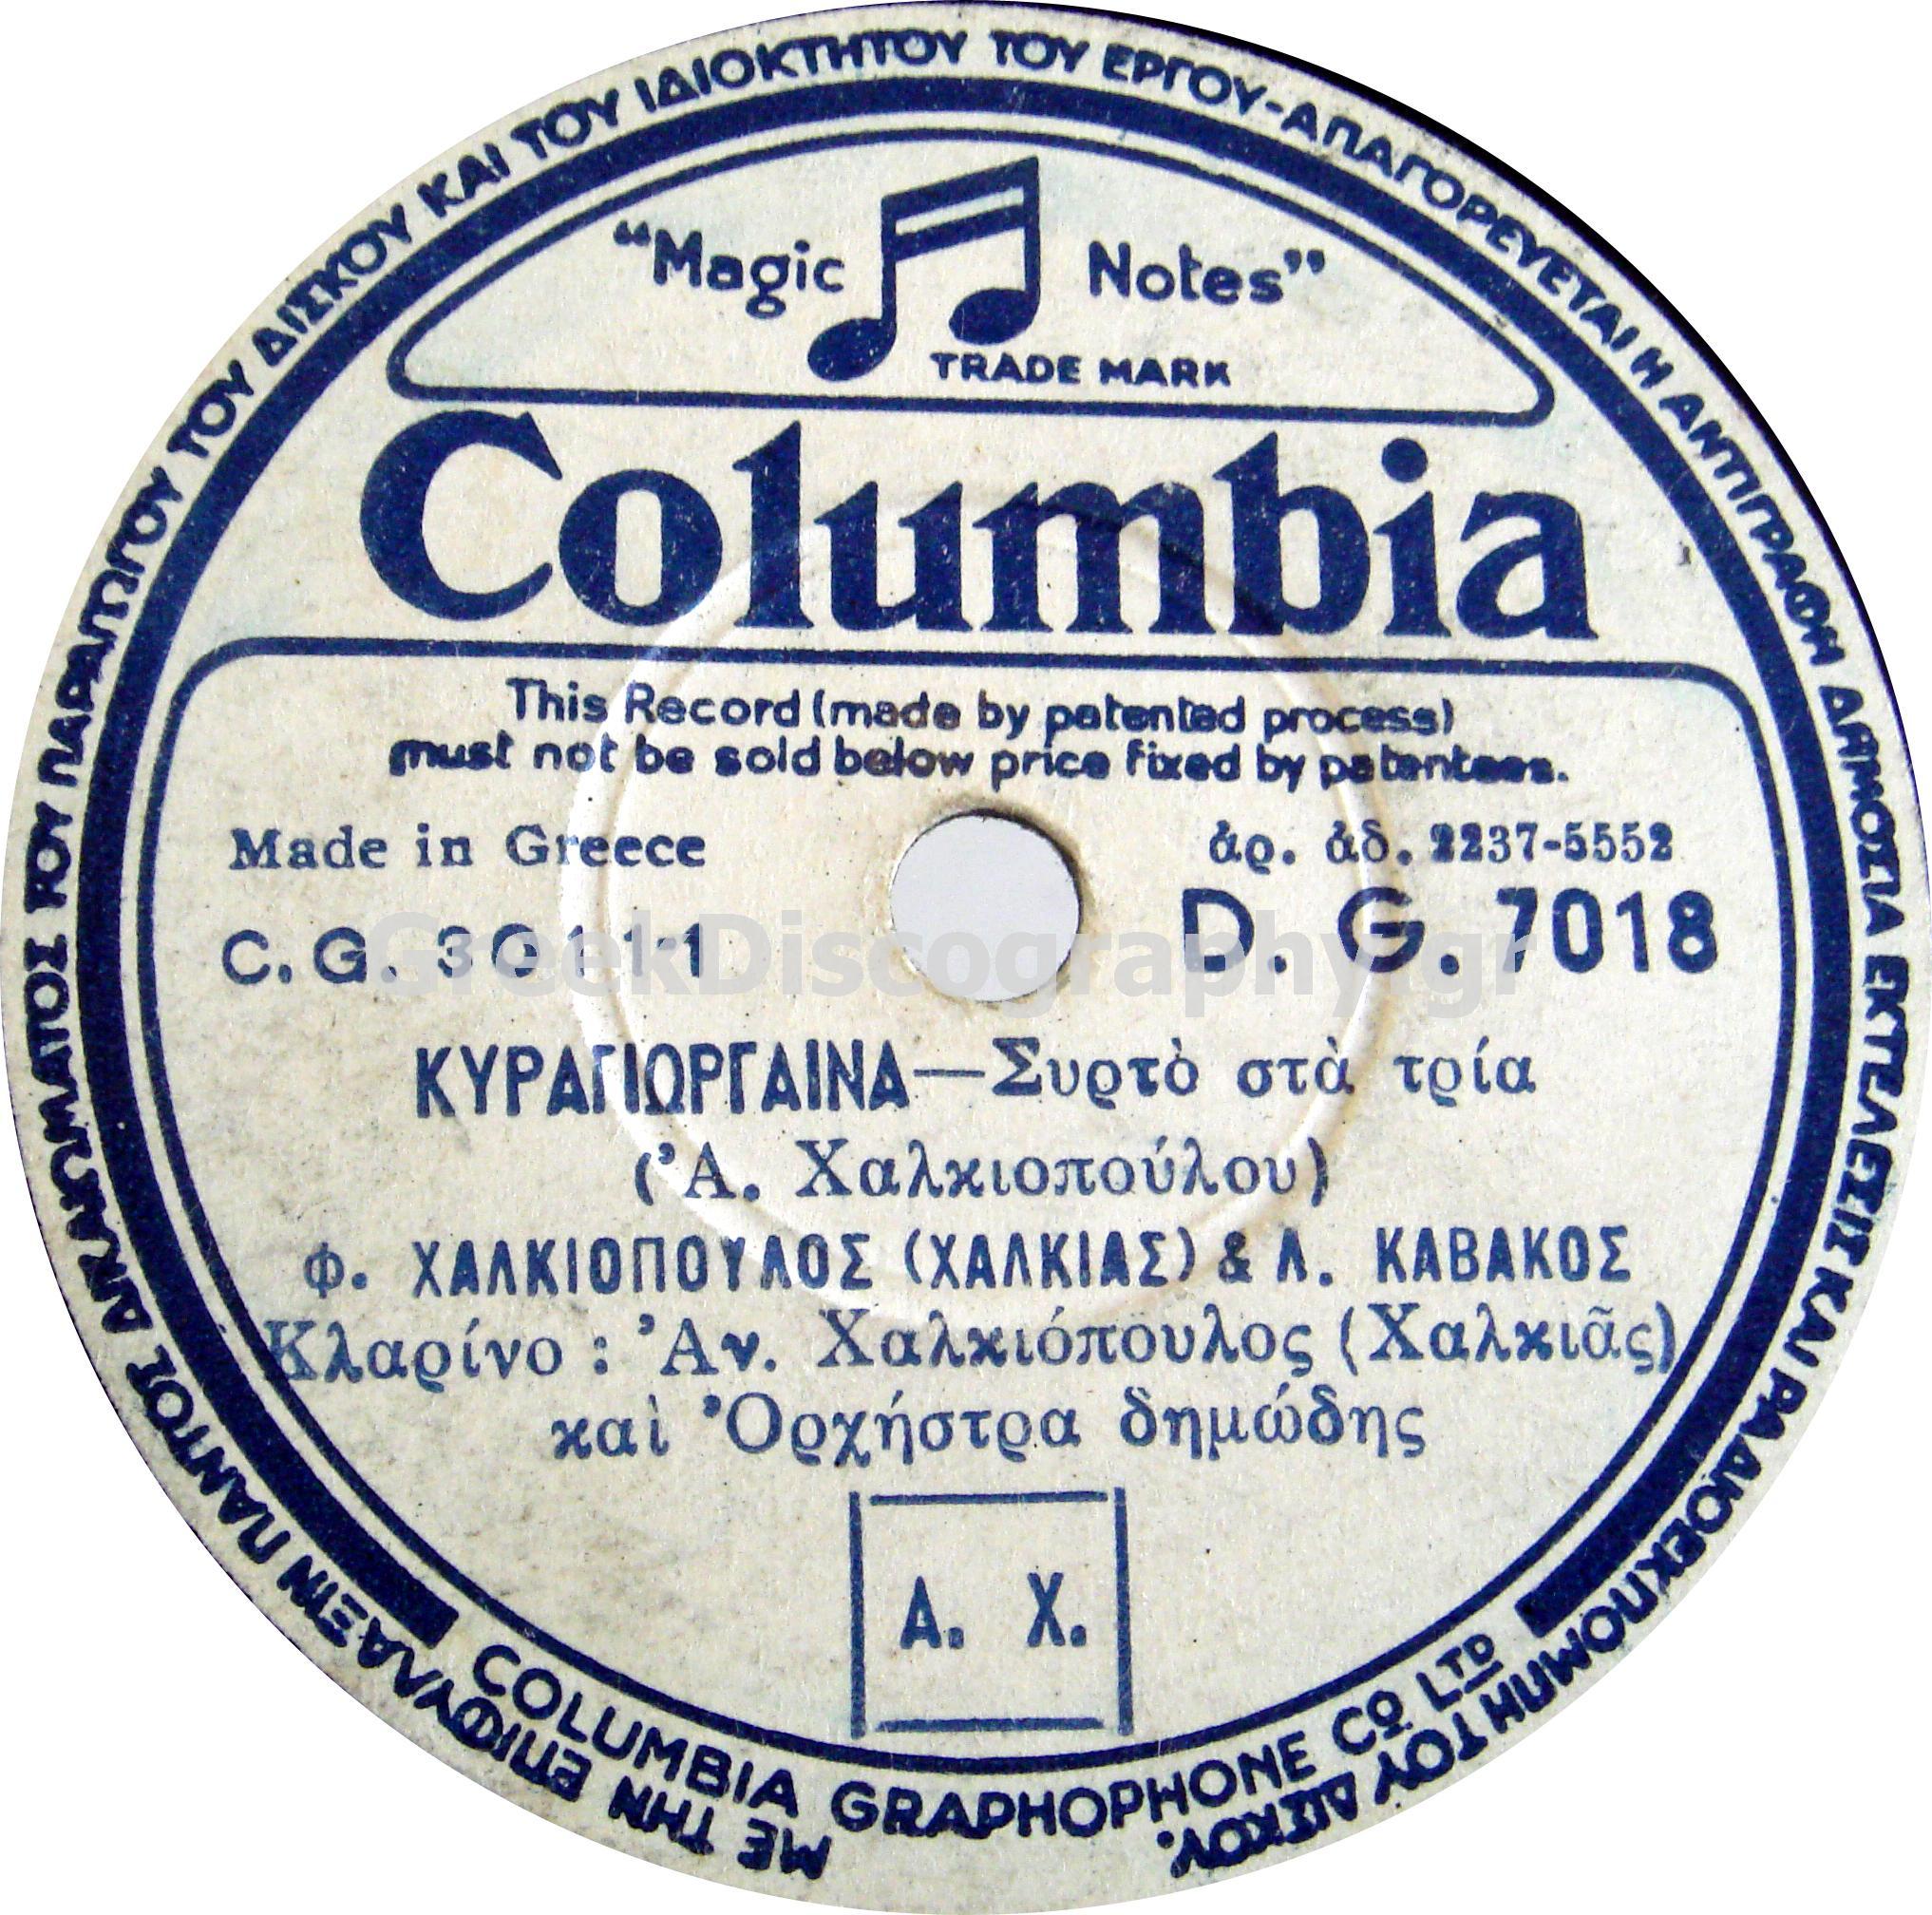 ΜΕ ΤΗΝ ΕΠΙΦΥΛΑΞΙΝ ΠΑΝΤΟΣ ΔΙΚΑΙΩΜΑΤΟΣ ΤΟΥ ΠΑΡΑΓΩΓΟΥ ΤΟΥ ΔΙΣΚΟΥ ΚΑΙ ΤΟΥ ΙΔΙΟΚΤΗΤΟΥ ΤΟΥ ΕΡΓΟΥ-ΑΠΑΓΟΡΕΥΕΤΑΙ Η ΑΝΤΙΓΡΑΦΗ ΔΗΜΟΣΙΑ ΕΚΤΕΛΕΣΙΣ ΚΑΙ ΡΑΔΙΟΕΚΠΟΜΠΗ ΤΟΥ ΔΙΣΚΟΥ.
"Magic Notes"
TRADE MARK
Columbia
This Record (made by patented process)
must not be sold below price fixed by patentees.
Made in Greece
ἀρ. ἀδ. 2237-5552
C. G. 30111
D. G. 7018
GreekDiscography.gr
ΚΥΡΑΓΙΩΡΓΑΙΝΑ—Συρτὸ στὰ τρία
(Ἀ. Χαλκιοπούλου)
Φ. ΧΑΛΚΙΟΠΟΥΛΟΣ (ΧΑΛΚΙΑΣ) & Λ. ΚΑΒΑΚΟΣ
Κλαρίνο : Ἀν. Χαλκιόπουλος (Χαλκιᾶς)
καὶ Ὀρχήστρα δημώδης
Α. Χ.
COLUMBIA GRAPHOPHONE CO LTD